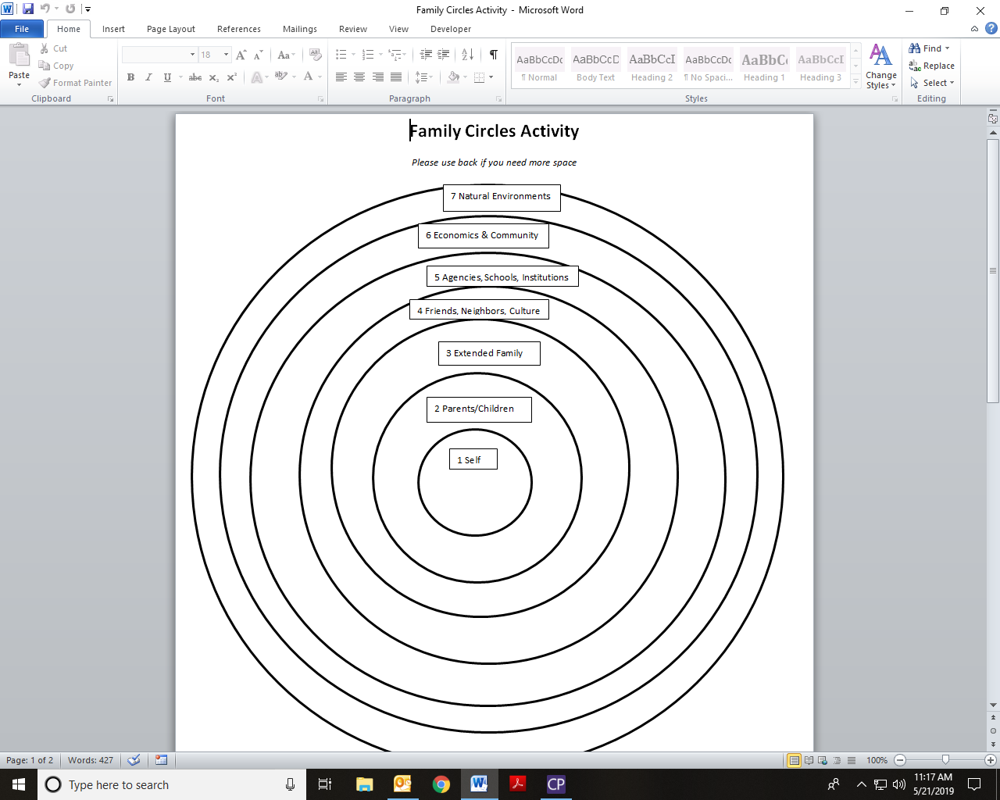 Family Circles Activity - Microsoft Word
File Home Insert Page Layout References Mailings Review View Developer
Paste
Cut
Copy
Format Painter
Clipboard
18
Font
Paragraph
AaBbCcDc AaBbCcD AaBbCcI AaBbCcDc AaBbC AaBbCcI
¶ Normal Body Text Heading 2 ¶ No Spaci... Heading 1 Heading 3
Styles
Change Styles
Find
Replace
Select
Editing
Family Circles Activity
Please use back if you need more space
7 Natural Environments
6 Economics & Community
5 Agencies, Schools, Institutions
4 Friends, Neighbors, Culture
3 Extended Family
2 Parents/Children
1 Self
Page: 1 of 2 Words: 427 100%
Type here to search
CP
11:17 AM
5/21/2019